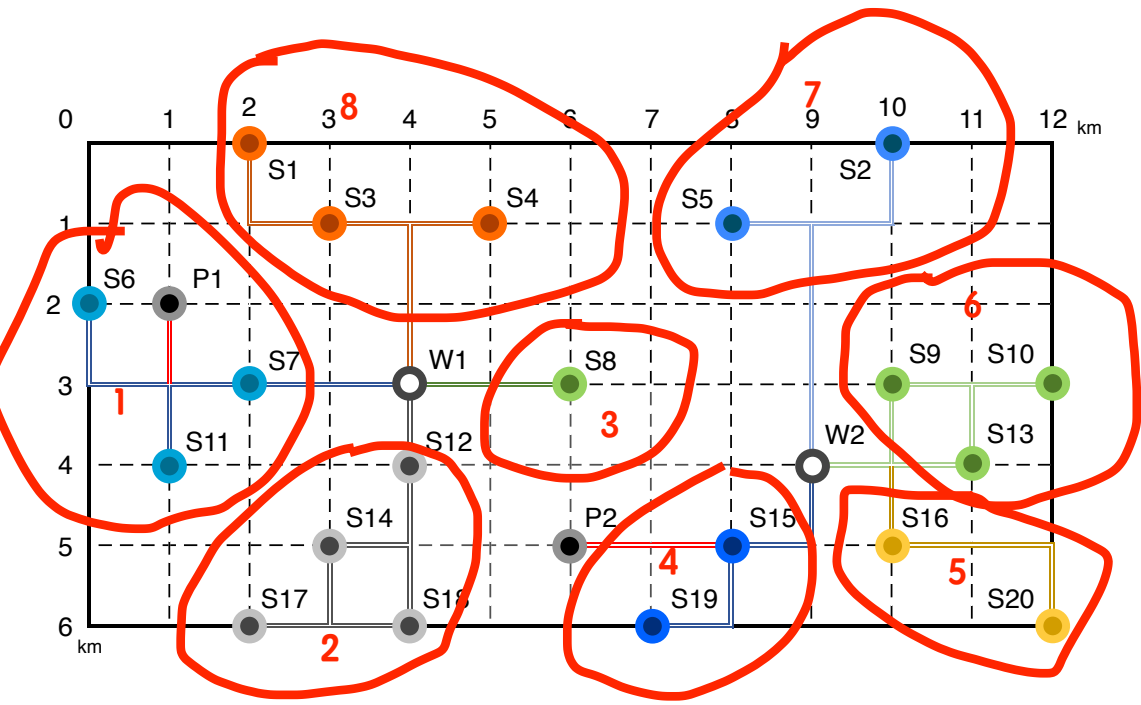 8 7
0 1 2 3 4 5 6 7 8 9 10 11 12 km
S1 S2
S3 S4 S5
1
S6 P1
2 6
S7 W1 S8 S9 S10
3
1 3
S11 S12 W2 S13
4
S14 P2 S15 S16
5 4 5
S17 S18 S19 S20
6 2
km